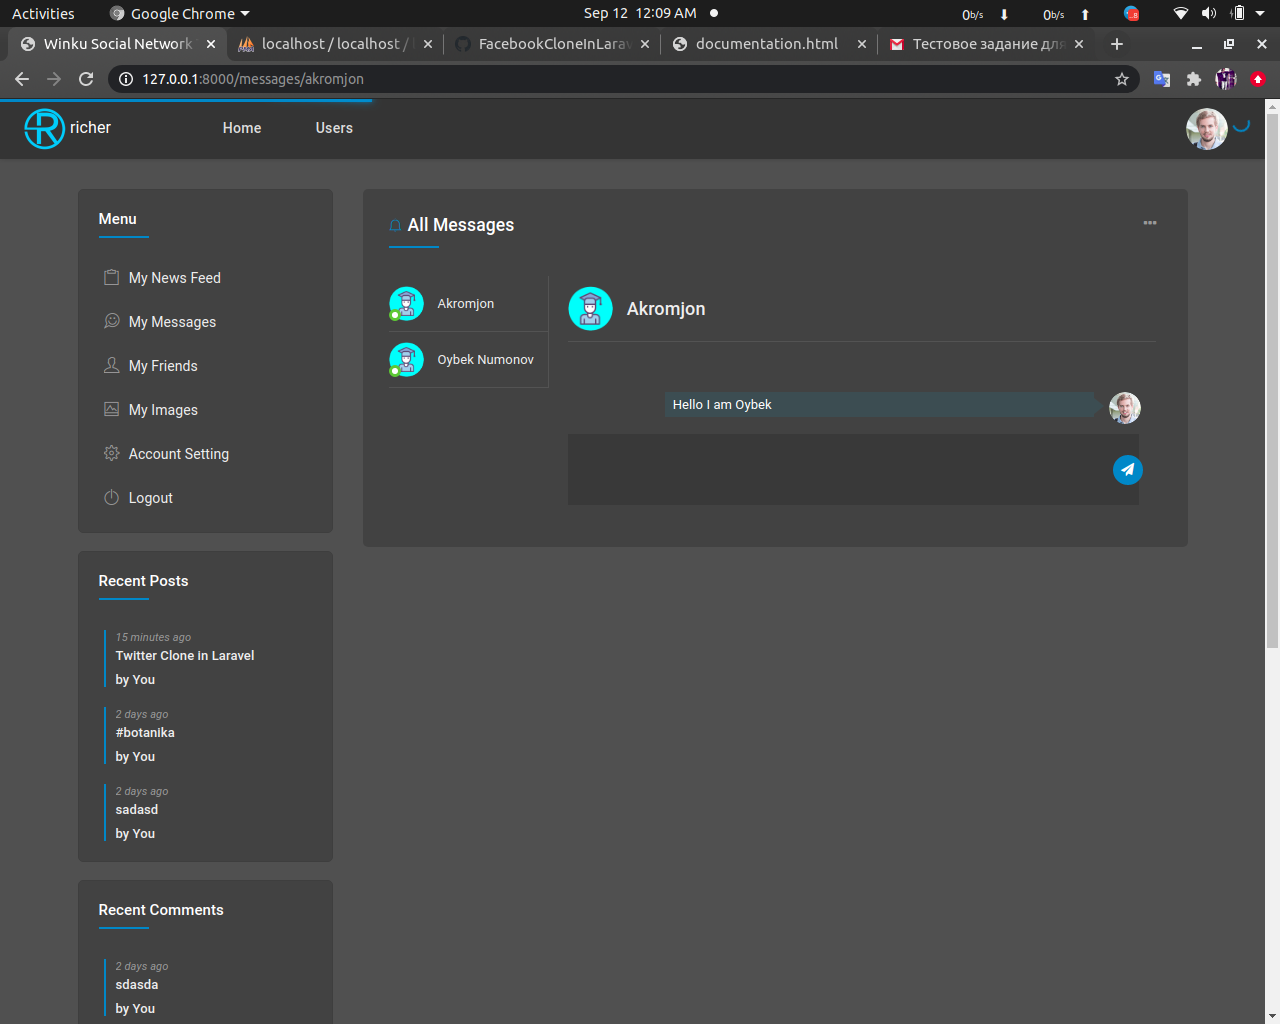 Activities
Google Chrome
Sep 12 12:09 AM
0b/s
0b/s
Winku Social Network
localhost / localhost /
FacebookCloneInLarav
documentation.html
Тестовое задание для
127.0.0.1:8000/messages/akromjon
richer
Home
Users
Menu
My News Feed
My Messages
My Friends
My Images
Account Setting
Logout
Recent Posts
15 minutes ago
Twitter Clone in Laravel
by You
2 days ago
#botanika
by You
2 days ago
sadasd
by You
Recent Comments
2 days ago
sdasda
by You
All Messages
Akromjon
Oybek Numonov
Akromjon
Hello I am Oybek